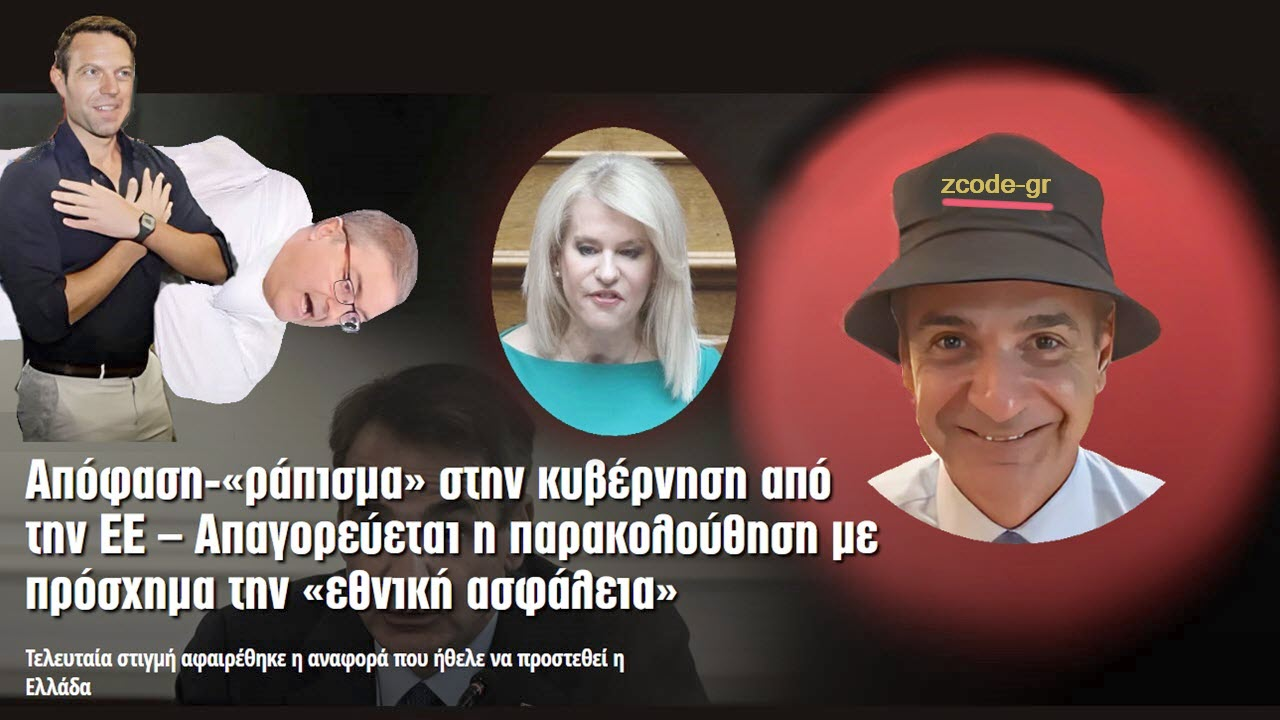 zcode-gr
Απόφαση-«ράπισμα» στην κυβέρνηση από
την ΕΕ – Απαγορεύεται η παρακολούθηση με
πρόσχημα την «εθνική ασφάλεια»
Τελευταία στιγμή αφαιρέθηκε η αναφορά που ήθελε να προστεθεί η
Ελλάδα